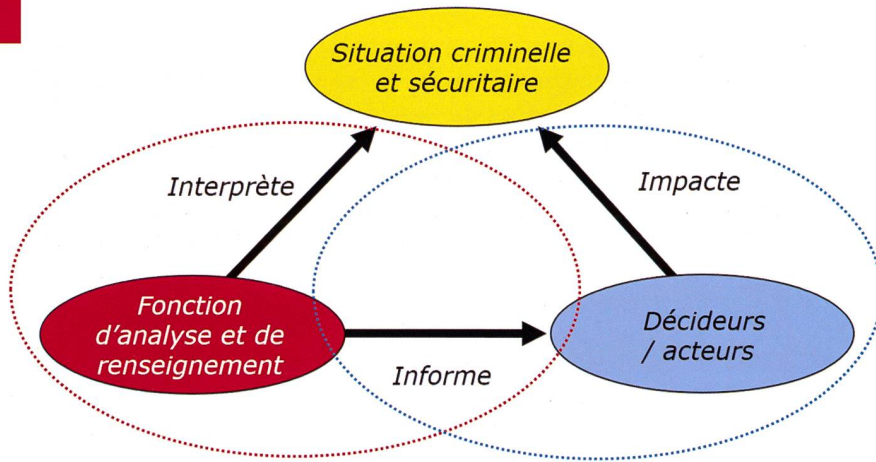 Situation criminelle
et sécuritaire
Interprète
Impacte
Fonction
d'analyse et de
renseignement
Décideurs
/ acteurs
Informe